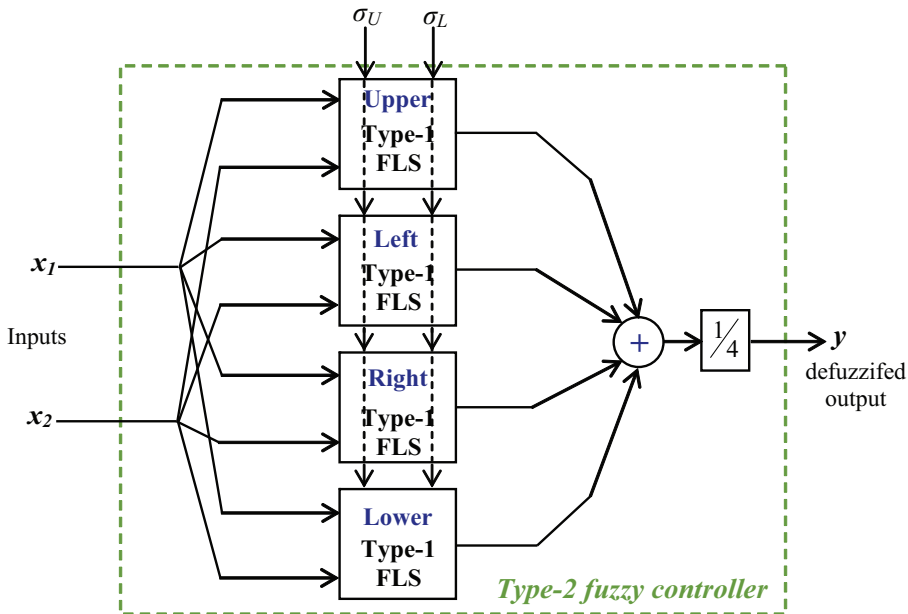 σU σL
Upper
Type-1
FLS
Left
Type-1
FLS
x1
Inputs
x2
Right
Type-1
FLS
Lower
Type-1
FLS
+
1/4
y
defuzzifed
output
Type-2 fuzzy controller